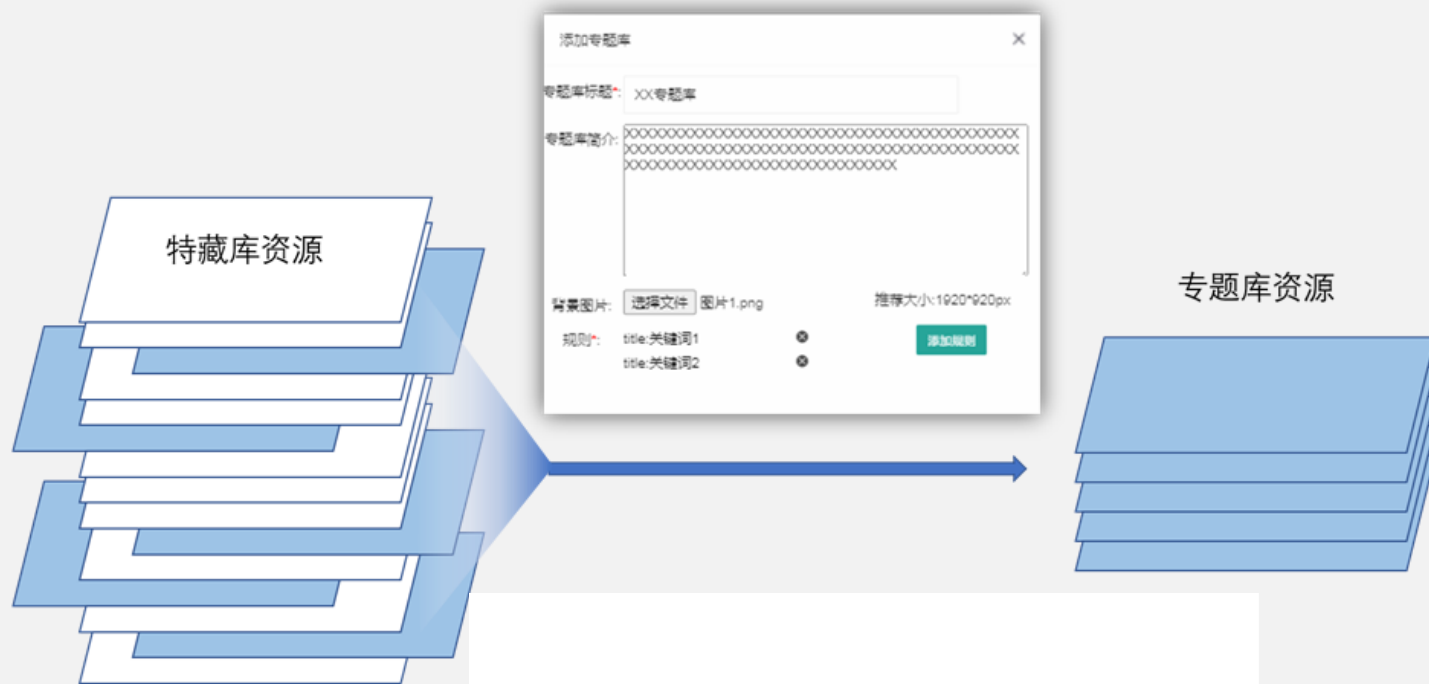 添加专题库
专题库标题*: XX专题库
专题库简介: XXXXXXXXXXXXXXXXXXXXXXXXXXXXXXXXXXXXXXX
XXXXXXXXXXXXXXXXXXXXXXXXXXXXXXXXXXXXXXX
XXXXXXXXXXXXXXXXXXXXXXXXXXX
特藏库资源
专题库资源
背景图片: 选择文件 图片1.png 推荐大小:1920*920px
规则*: title:关键词1 添加规则
title:关键词2